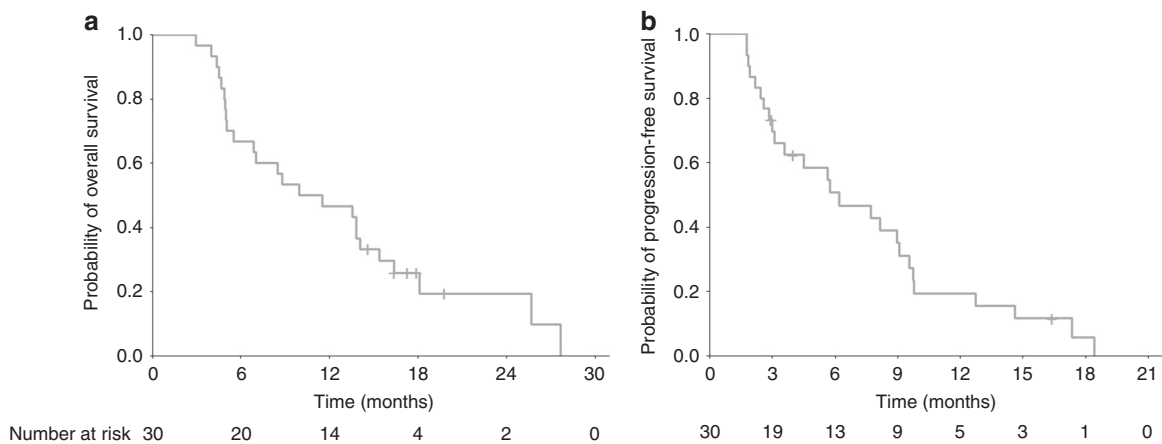 a
Probability of overall survival
1.0
0.8
0.6
0.4
0.2
0.0
0 6 12 18 24 30
Time (months)
Number at risk 30 20 14 4 2 0
b
Probability of progression-free survival
1.0
0.8
0.6
0.4
0.2
0.0
0 3 6 9 12 15 18 21
Time (months)
30 19 13 9 5 3 1 0